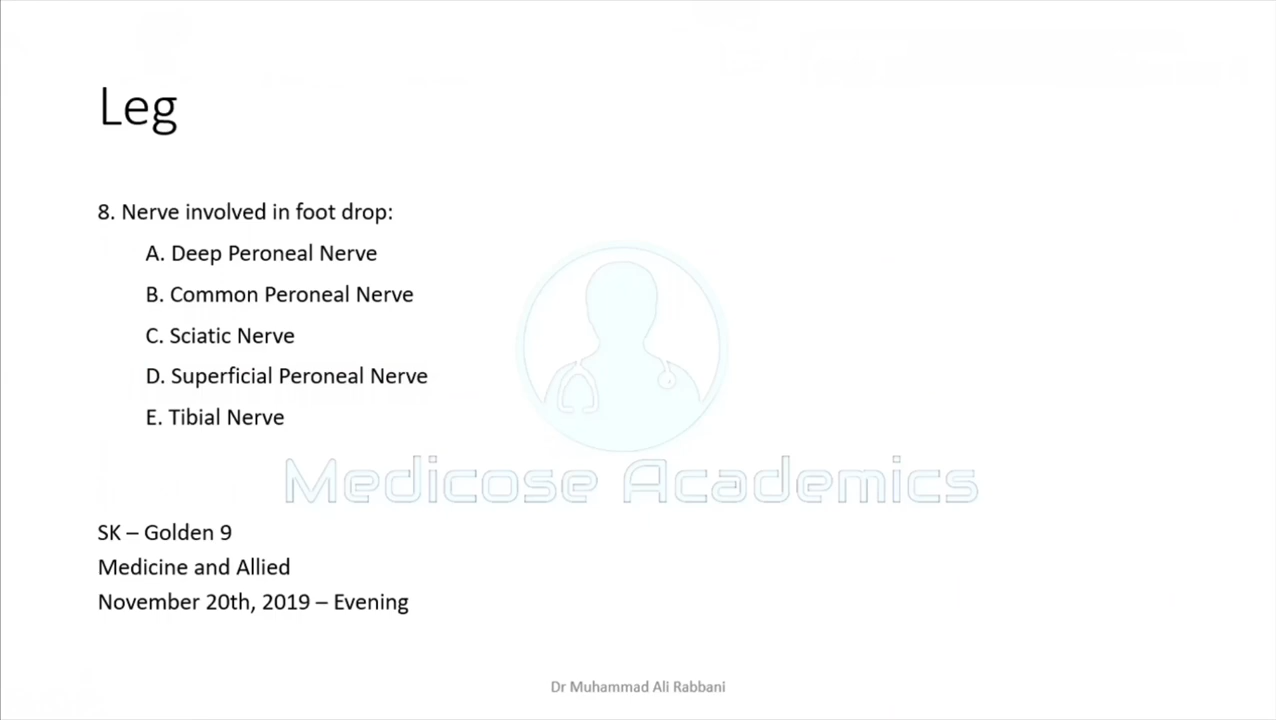 Leg
8. Nerve involved in foot drop:
A. Deep Peroneal Nerve
B. Common Peroneal Nerve
C. Sciatic Nerve
D. Superficial Peroneal Nerve
E. Tibial Nerve
Medicose Academics
SK – Golden 9
Medicine and Allied
November 20th, 2019 – Evening
Dr Muhammad Ali Rabbani